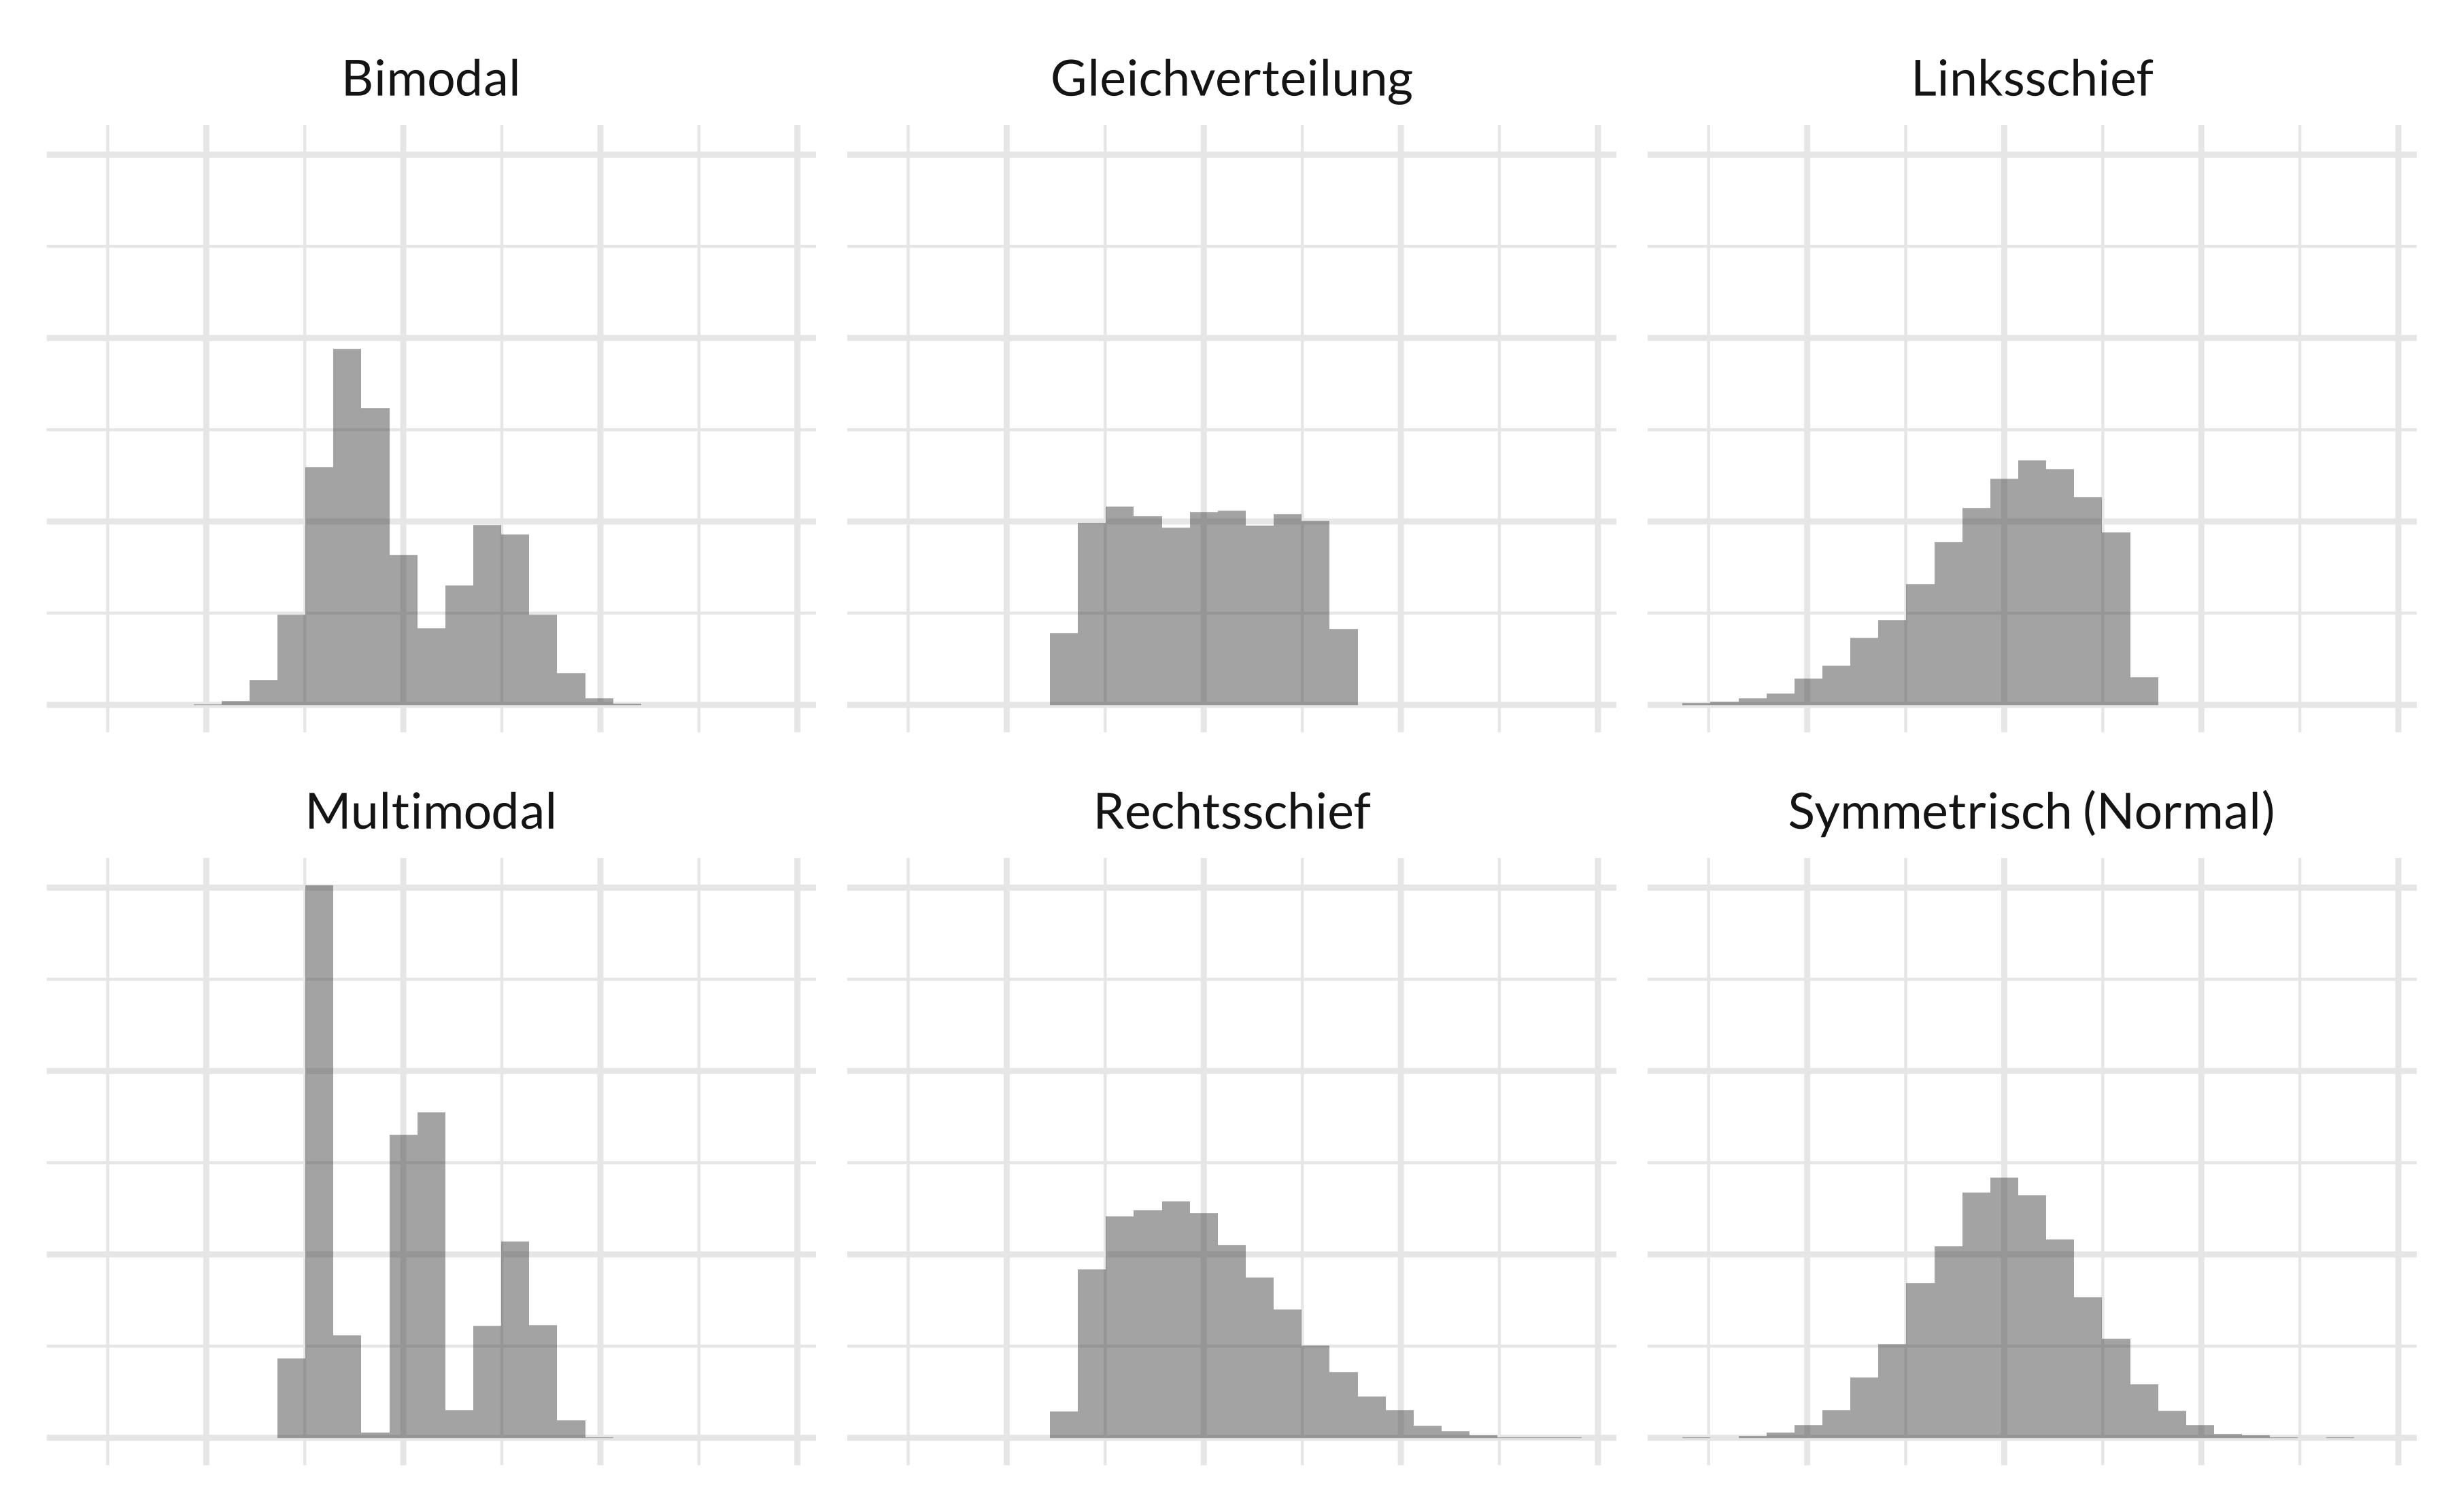 Bimodal
Gleichverteilung
Linksschief
Multimodal
Rechtsschief
Symmetrisch (Normal)